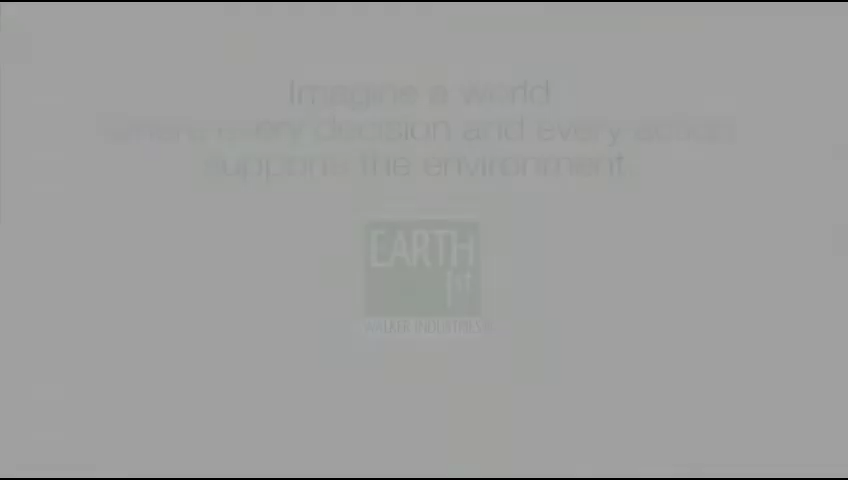 Imagine a world
where every decision and every action
supports the environment.
EARTH
1st
WALKER INDUSTRIES